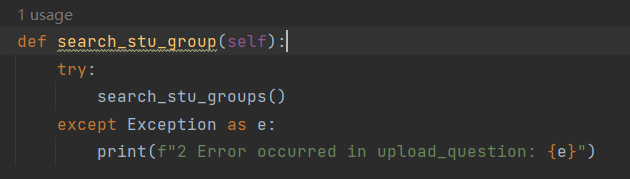 1 usage
def search_stu_group(self):
    try:
        search_stu_groups()
    except Exception as e:
        print(f"2 Error occurred in upload_question: {e}")